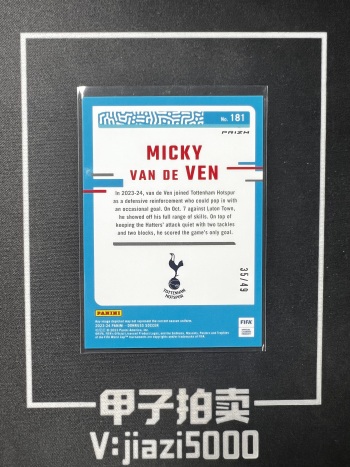 No. 181
PRIZM
MICKY
VAN DE VEN
In 2023-24, van de Ven joined Tottenham Hotspur
as a defensive reinforcement who could pop in with
an occasional goal. On Oct. 7 against Luton Town,
he showed off his full range of skills. On top of
keeping the Hatters' attack quiet with two tackles
and two blocks, he scored the game's only goal.
35/49
TOTTENHAM
HOTSPUR
PANINI
FIFA
甲子拍卖
V:jiazi5000